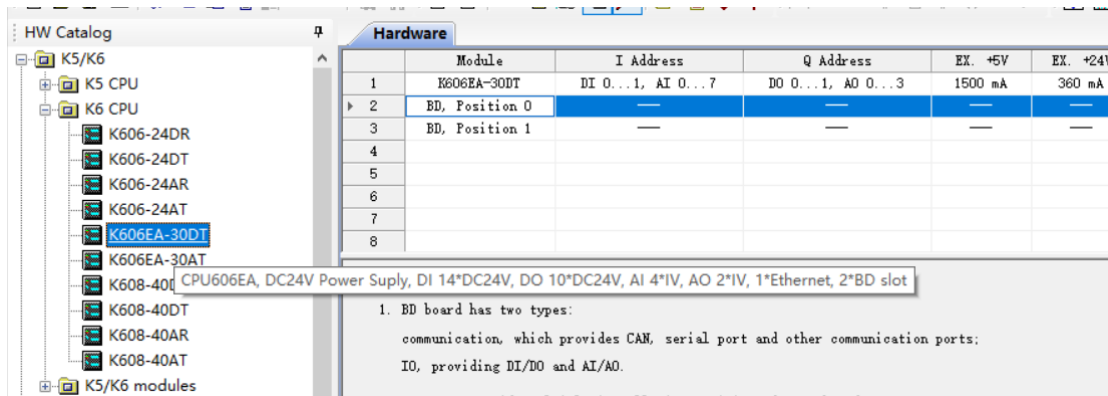 HW Catalog
K5/K6
K5 CPU
K6 CPU
K606-24DR
K606-24DT
K606-24AR
K606-24AT
K606EA-30DT
K606EA-30AT
K608-40D
K608-40DT
K608-40AR
K608-40AT
K5/K6 modules
Hardware
Module I Address Q Address EX. +5V EX. +24V
1 K606EA-30DT DI 0...1, AI 0...7 DO 0...1, AO 0...3 1500 mA 360 mA
2 BD, Position 0 — — — —
3 BD, Position 1 — — — —
4
5
6
7
8
CPU606EA, DC24V Power Suply, DI 14*DC24V, DO 10*DC24V, AI 4*IV, AO 2*IV, 1*Ethernet, 2*BD slot
1. BD board has two types:
communication, which provides CAN, serial port and other communication ports;
IO, providing DI/DO and AI/AO.